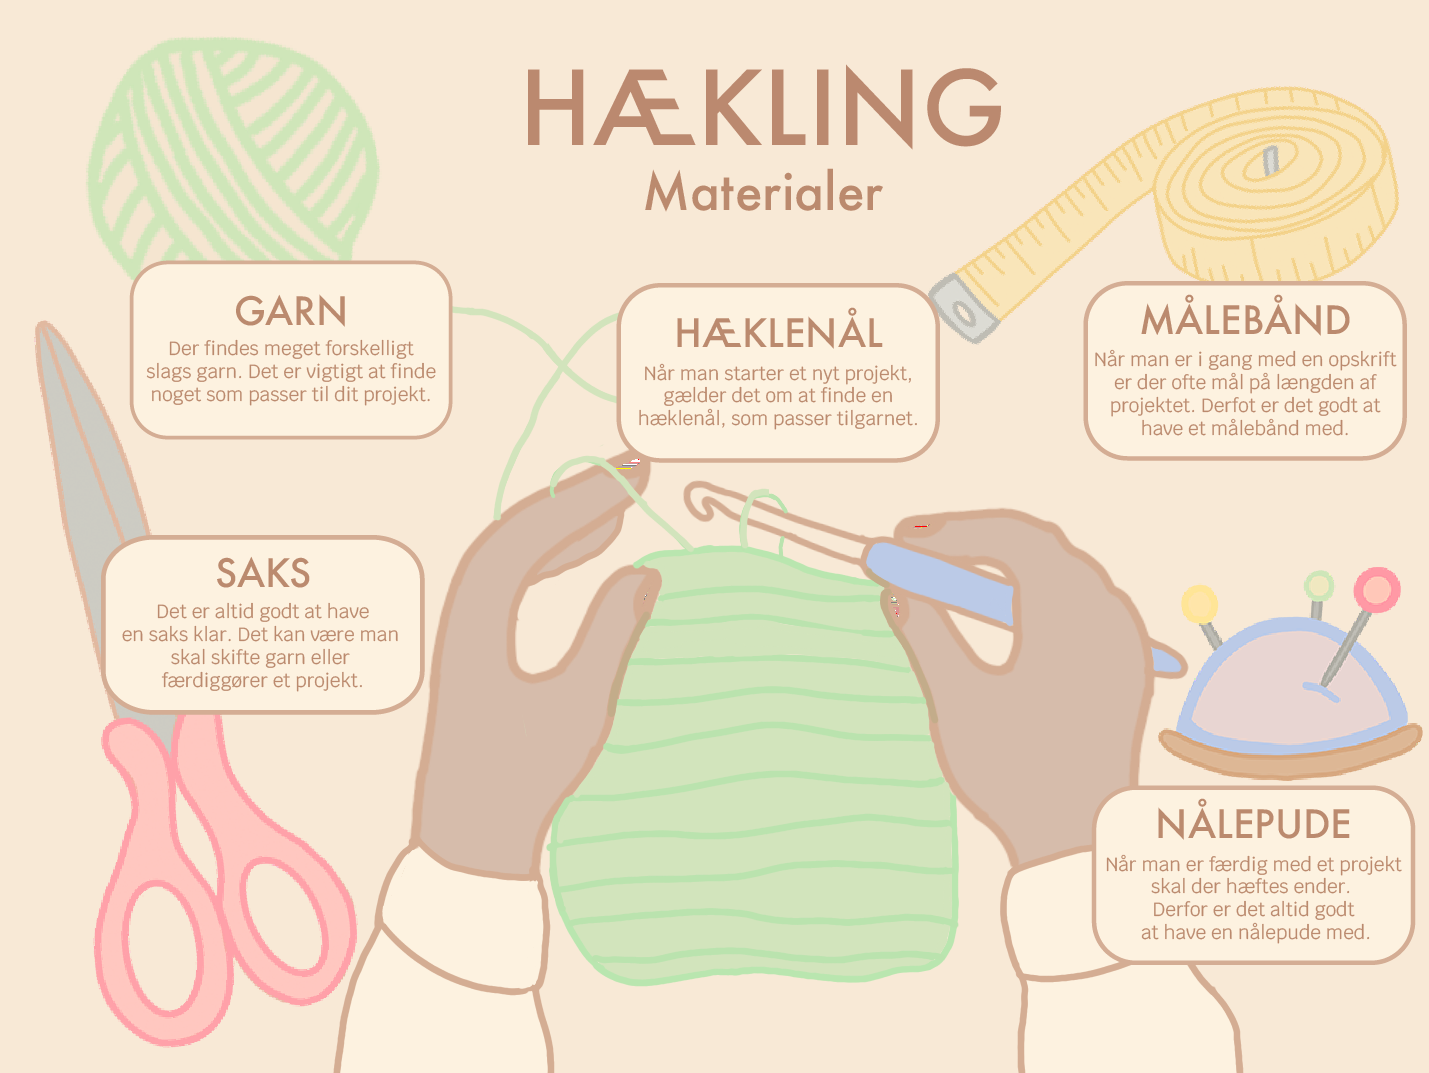 HÆKLING
Materialer
GARN
Der findes meget forskelligt
slags garn. Det er vigtigt at finde
noget som passer til dit projekt.
HÆKLENÅL
Når man starter et nyt projekt,
gælder det om at finde en
hæklenål, som passer tilgarnet.
MÅLEBÅND
Når man er i gang med en opskrift
er der ofte mål på længden af
projektet. Derfot er det godt at
have et målebånd med.
SAKS
Det er altid godt at have
en saks klar. Det kan være man
skal skifte garn eller
færdiggører et projekt.
NÅLEPUDE
Når man er færdig med et projekt
skal der hæftes ender.
Derfor er det altid godt
at have en nålepude med.